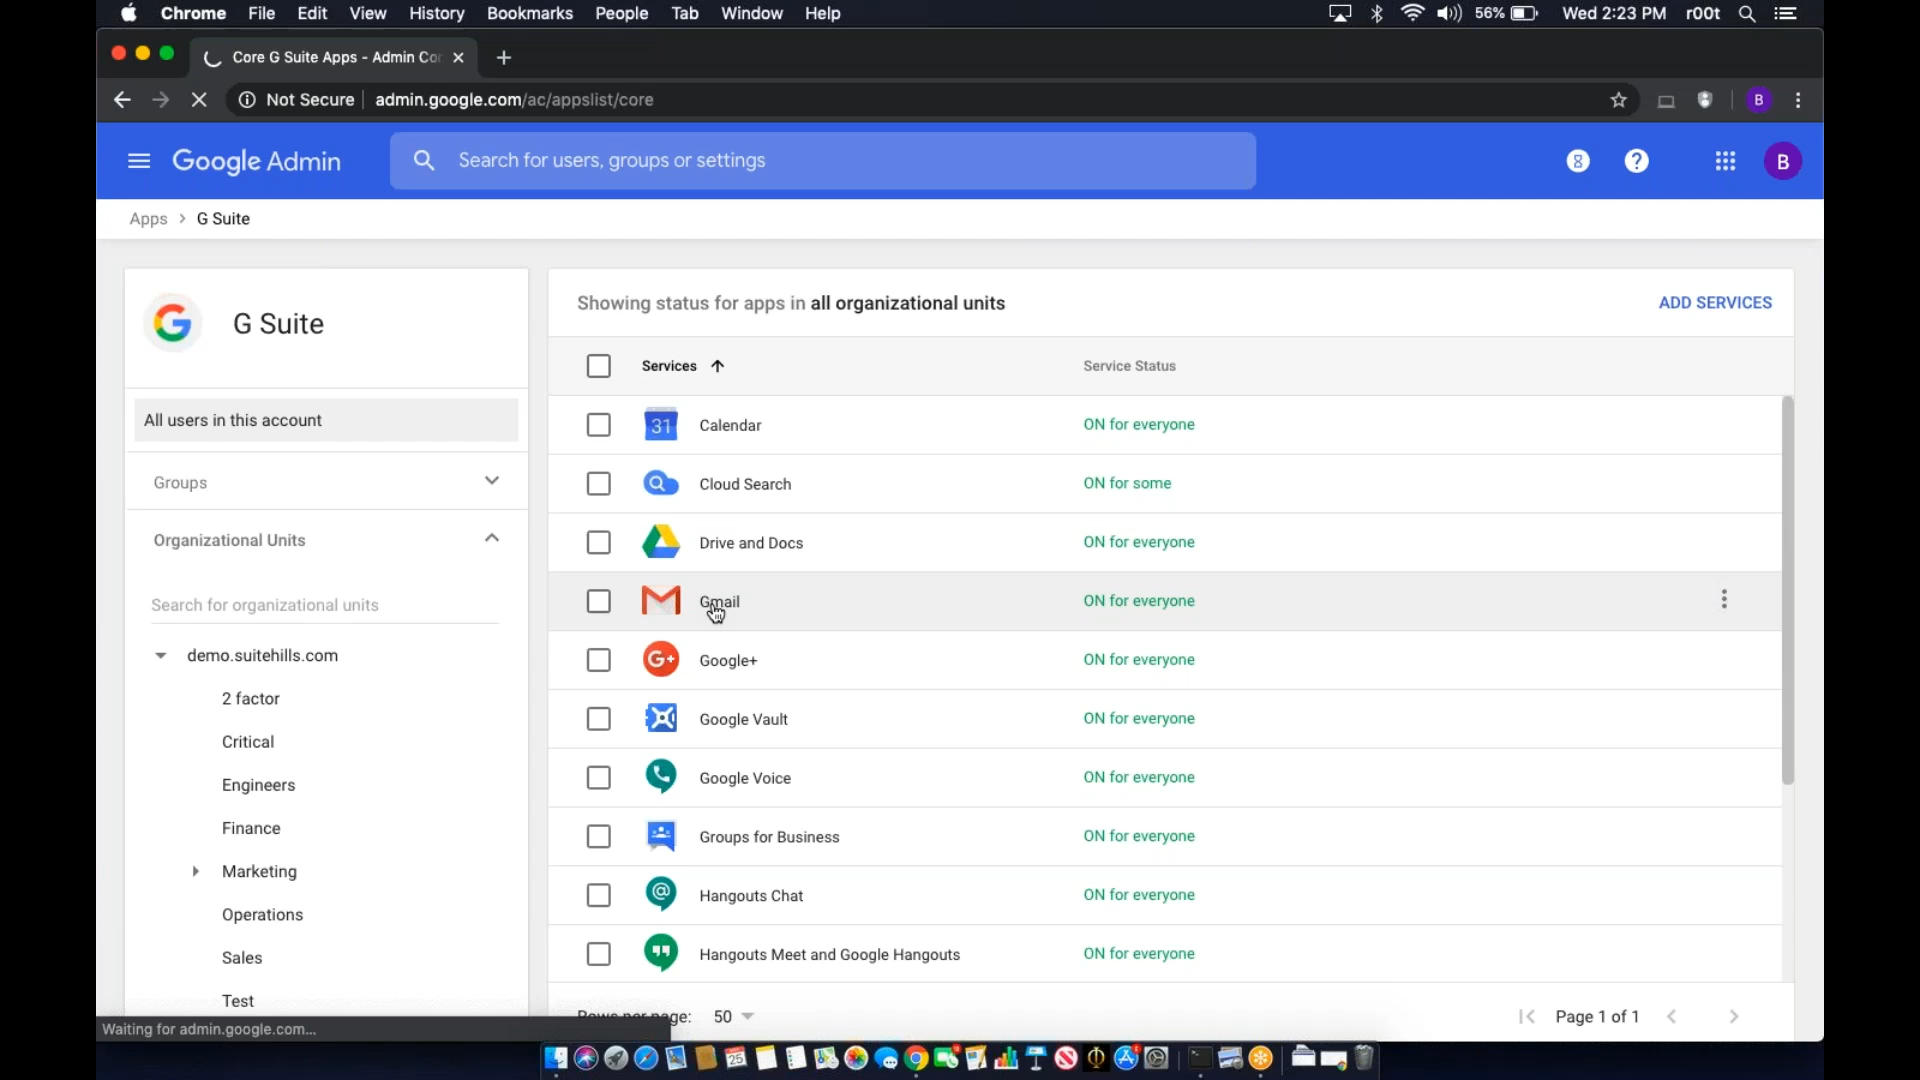 Chrome File Edit View History Bookmarks People Tab Window Help 56% Wed 2:23 PM r00t
Core G Suite Apps - Admin Co
Not Secure admin.google.com/ac/appslist/core B
Google Admin Search for users, groups or settings 8 ? B
Apps > G Suite
G Suite
All users in this account
Groups
Organizational Units
Search for organizational units
demo.suitehills.com
2 factor
Critical
Engineers
Finance
Marketing
Operations
Sales
Test
Showing status for apps in all organizational units ADD SERVICES
Services Service Status
31 Calendar ON for everyone
Cloud Search ON for some
Drive and Docs ON for everyone
Gmail ON for everyone
G+ Google+ ON for everyone
Google Vault ON for everyone
Google Voice ON for everyone
Groups for Business ON for everyone
@ Hangouts Chat ON for everyone
Hangouts Meet and Google Hangouts ON for everyone
Rows per page: 50 Page 1 of 1
Waiting for admin.google.com...
25